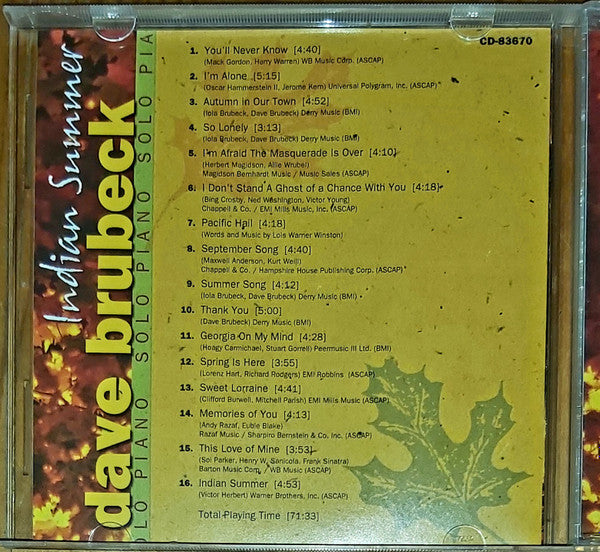 CD-83670
Indian Summer
dave brubeck
OLO PIANO SOLO PIANO SOLO PIANO SOLO PIA
1. You'll Never Know [4:40]
(Mack Gordon, Harry Warren) WB Music Corp. (ASCAP)
2. I'm Alone [5:15]
(Oscar Hammerstein II, Jerome Kern) Universal Polygram, Inc. (ASCAP)
3. Autumn in Our Town [4:52]
(Iola Brubeck, Dave Brubeck) Derry Music (BMI)
4. So Lonely [3:13]
(Iola Brubeck, Dave Brubeck) Derry Music (BMI)
5. I'm Afraid The Masquerade Is Over [4:10]
(Herbert Magidson, Allie Wrubel)
Magidson Bernhardt Music / Music Sales (ASCAP)
6. I Don't Stand A Ghost of a Chance With You [4:18]
(Bing Crosby, Ned Washington, Victor Young)
Chappell & Co. / EMI Mills Music, Inc. (ASCAP)
7. Pacific Hail [4:18]
(Words and Music by Lois Warner Winston)
8. September Song [4:40]
(Maxwell Anderson, Kurt Weill)
Chappell & Co. / Hampshire House Publishing Corp. (ASCAP)
9. Summer Song [4:12]
(Iola Brubeck, Dave Brubeck) Derry Music (BMI)
10. Thank You [5:00]
(Dave Brubeck) Derry Music (BMI)
11. Georgia On My Mind [4:28]
(Hoagy Carmichael, Stuart Gorrell) Peermusic III Ltd. (BMI)
12. Spring Is Here [3:55]
(Lorenz Hart, Richard Rodgers) EMI Robbins (ASCAP)
13. Sweet Lorraine [4:41]
(Clifford Burwell, Mitchell Parish) EMI Mills Music (ASCAP)
14. Memories of You [4:13]
(Andy Razaf, Eubie Blake)
Razaf Music / Sharpiro Bernstein & Co. Inc. (ASCAP)
15. This Love of Mine [3:53]
(Sol Parker, Henry W. Sanicola, Frank Sinatra)
Barton Music Corp., WB Music (ASCAP)
16. Indian Summer [4:53]
(Victor Herbert) Warner Brothers, Inc. (ASCAP)
Total Playing Time [71:33]